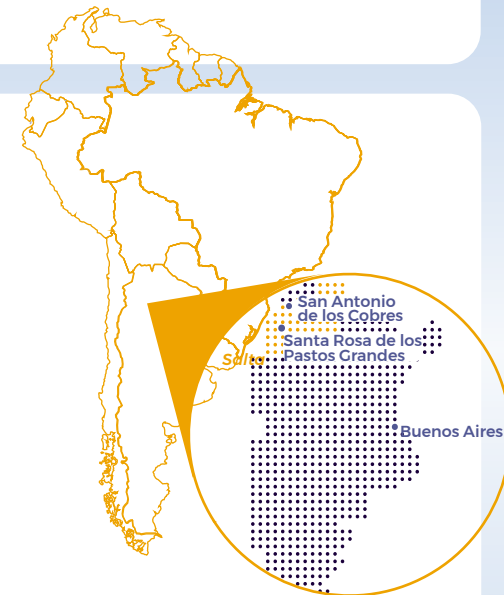 San Antonio
de los Cobres
Santa Rosa de los
Pastos Grandes
Salta
Buenos Aires